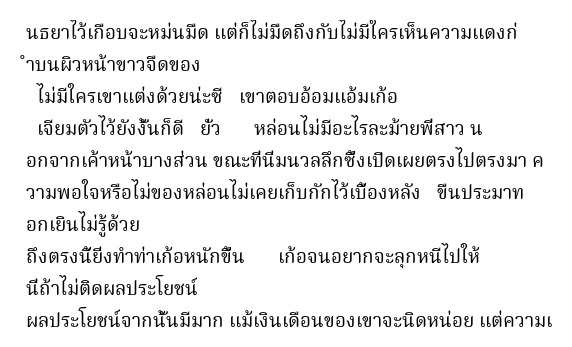 นธยาไว้เกือบจะหม่นมืด แต่ก็ไม่มืดถึงกับไม่มีใครเห็นความแดงก่
ำบนผิวหน้าขาวจืดของ
ไม่มีใครเขาแต่งด้วยน่ะซี   เขาตอบอ้อมแอ้มเก้อ
เจียมตัวไว้ยังงั้นก็ดี   ยั่ว      หล่อนไม่มีอะไรละม้ายพี่สาว น
อกจากเค้าหน้าบางส่วน ขณะที่นี่มนวลลึกซึ้งเปิดเผยตรงไปตรงมา ค
วามพอใจหรือไม่ของหล่อนไม่เคยเก็บกักไว้เบื้องหลัง   ขืนประมาท
อกเยินไม่รู้ด้วย
ถึงตรงนี้ยิ่งทำท่าเก้อหนักขึ้น      เก้อจนอยากจะลุกหนีไปให้
นี่ถ้าไม่ติดผลประโยชน์
ผลประโยชน์จากนั้นมีมาก แม้เงินเดือนของเขาจะนิดหน่อย แต่ความเ